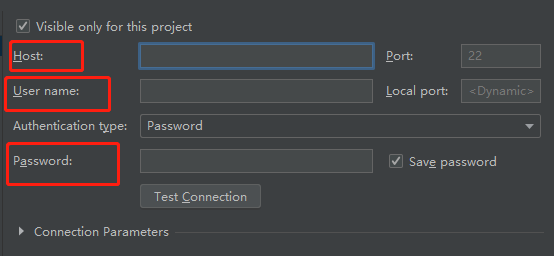 Visible only for this project
Host: Port: 22
User name: Local port: <Dynamic>
Authentication type: Password
Password: Save password
Test Connection
Connection Parameters